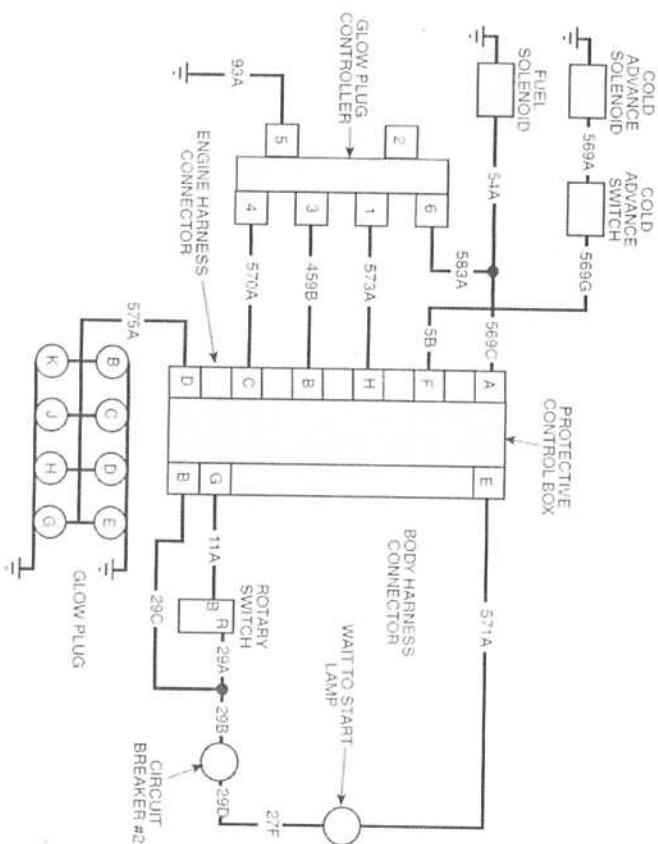 COLD
ADVANCE
SOLENOID
COLD
ADVANCE
SWITCH
569A
569G
FUEL
SOLENOID
54A
583A
569C
GLOW PLUG
CONTROLLER
2
5
6
1
3
4
93A
5B
573A
459B
570A
ENGINE HARNESS
CONNECTOR
A
F
H
B
C
D
PROTECTIVE
CONTROL BOX
E
G
B
BODY HARNESS
CONNECTOR
571A
WAIT TO START
LAMP
ROTARY
SWITCH
11A
B
R
29A
29B
29C
29D
27F
CIRCUIT
BREAKER #2
575A
B
C
D
E
K
J
H
G
GLOW PLUG